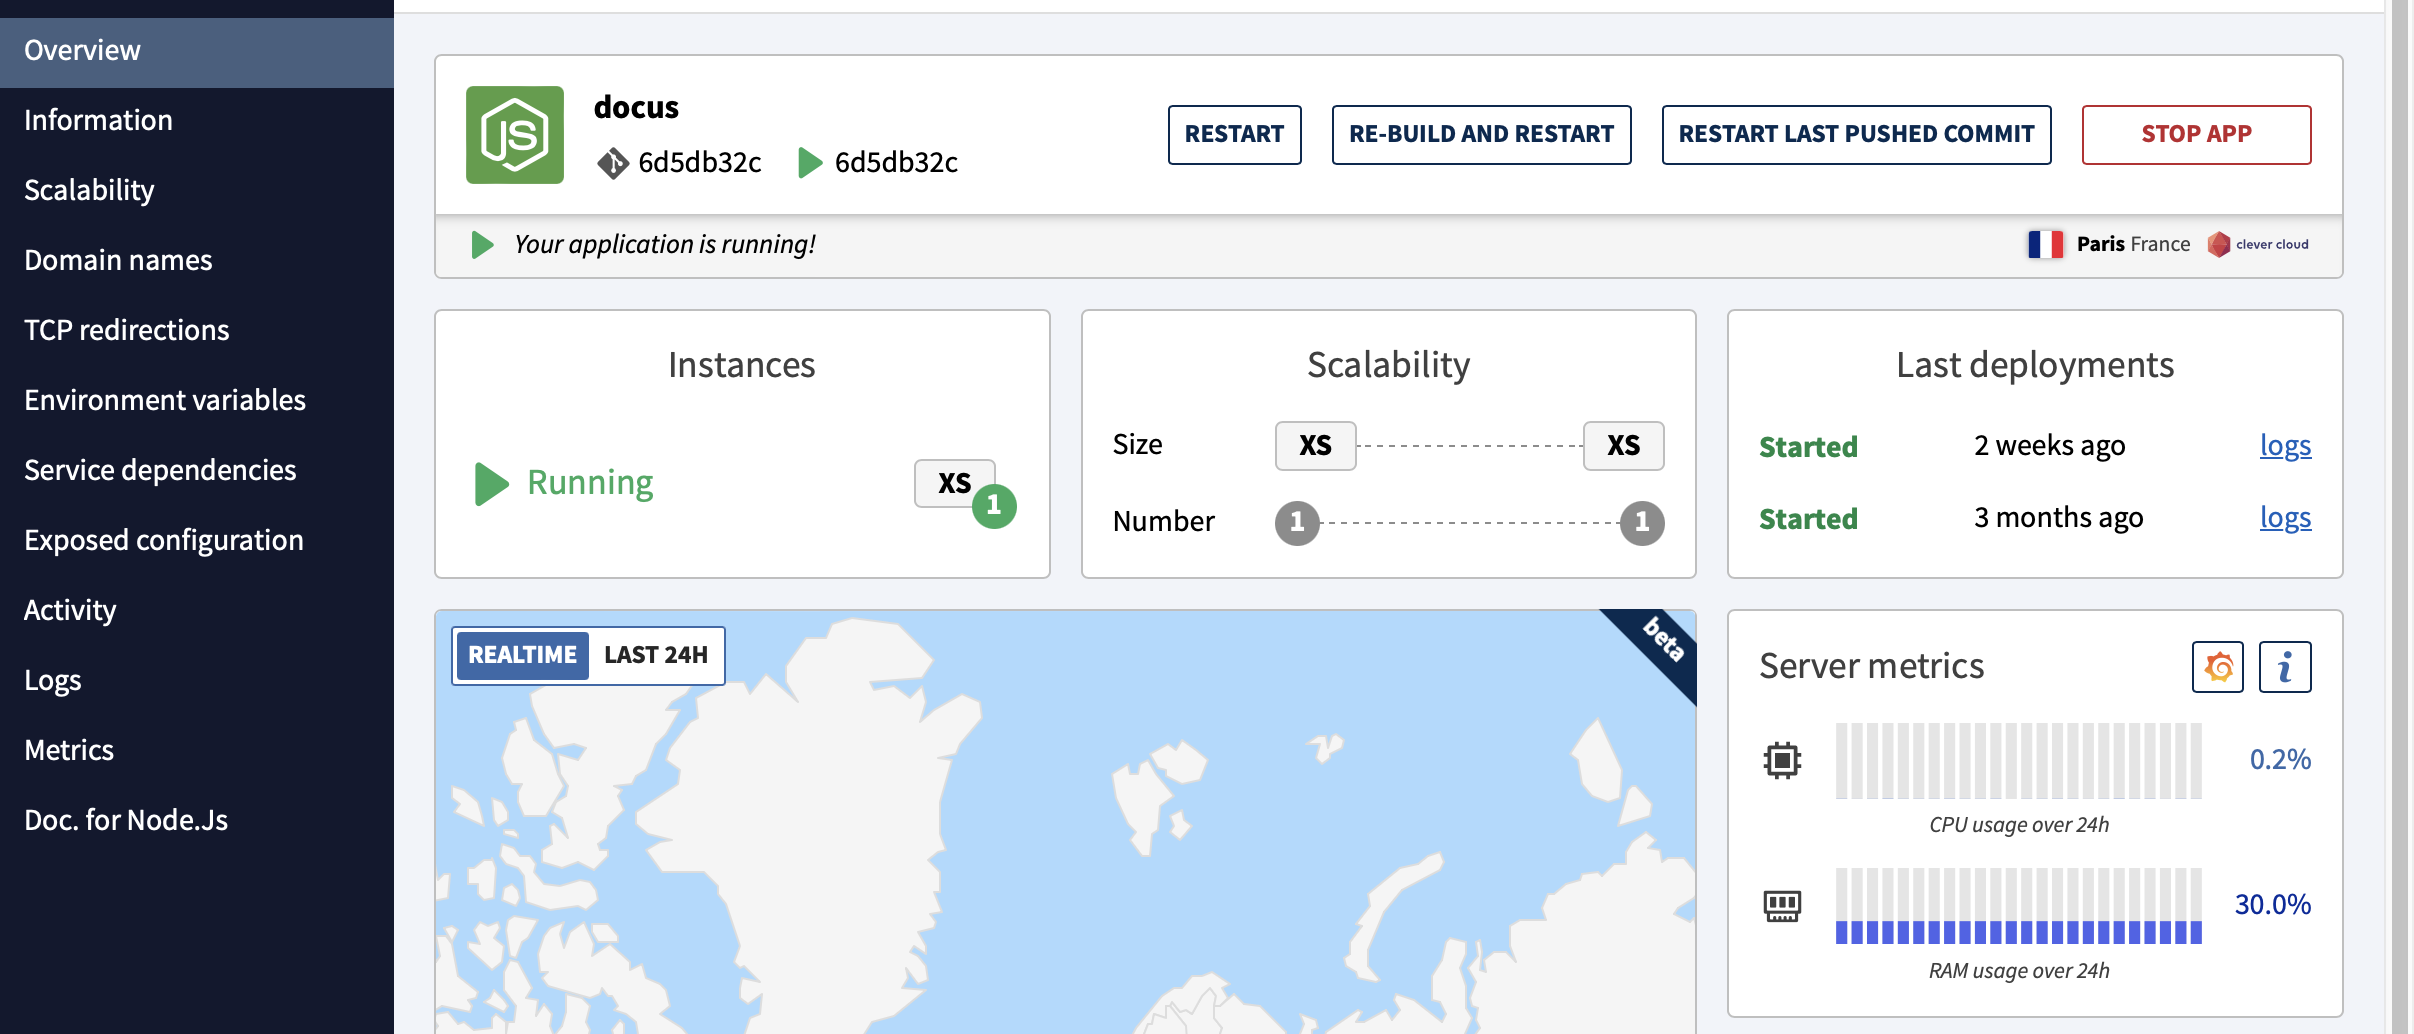 Overview
Information
Scalability
Domain names
TCP redirections
Environment variables
Service dependencies
Exposed configuration
Activity
Logs
Metrics
Doc. for Node.Js
JS
docus
6d5db32c 6d5db32c
RESTART RE-BUILD AND RESTART RESTART LAST PUSHED COMMIT STOP APP
Your application is running!
Paris France clever cloud
Instances
Running XS 1
Scalability
Size XS XS
Number 1 1
Last deployments
Started 2 weeks ago logs
Started 3 months ago logs
REALTIME LAST 24H
beta
Server metrics i
0.2%
CPU usage over 24h
30.0%
RAM usage over 24h